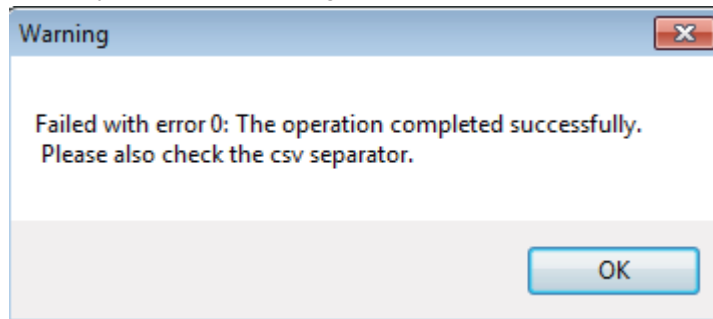 Warning
Failed with error 0: The operation completed successfully.
Please also check the csv separator.
OK